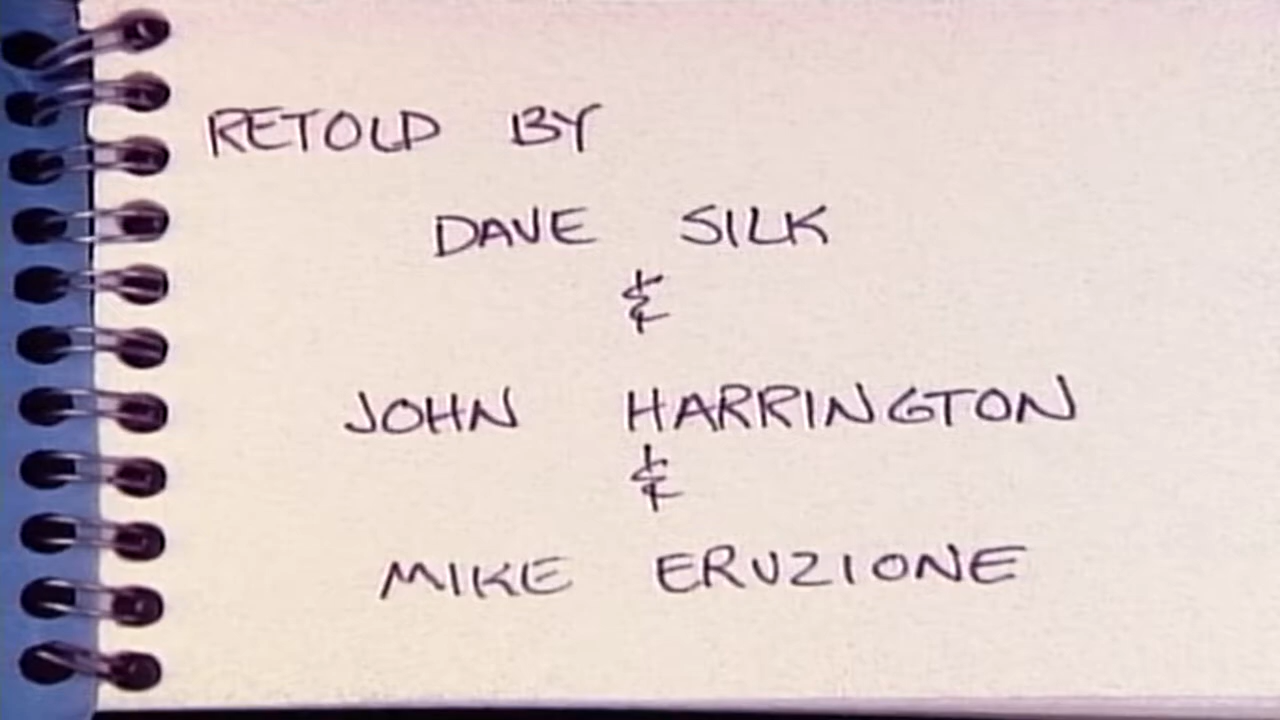 RETOLD BY
DAVE SILK
&
JOHN HARRINGTON
&
MIKE ERUZIONE